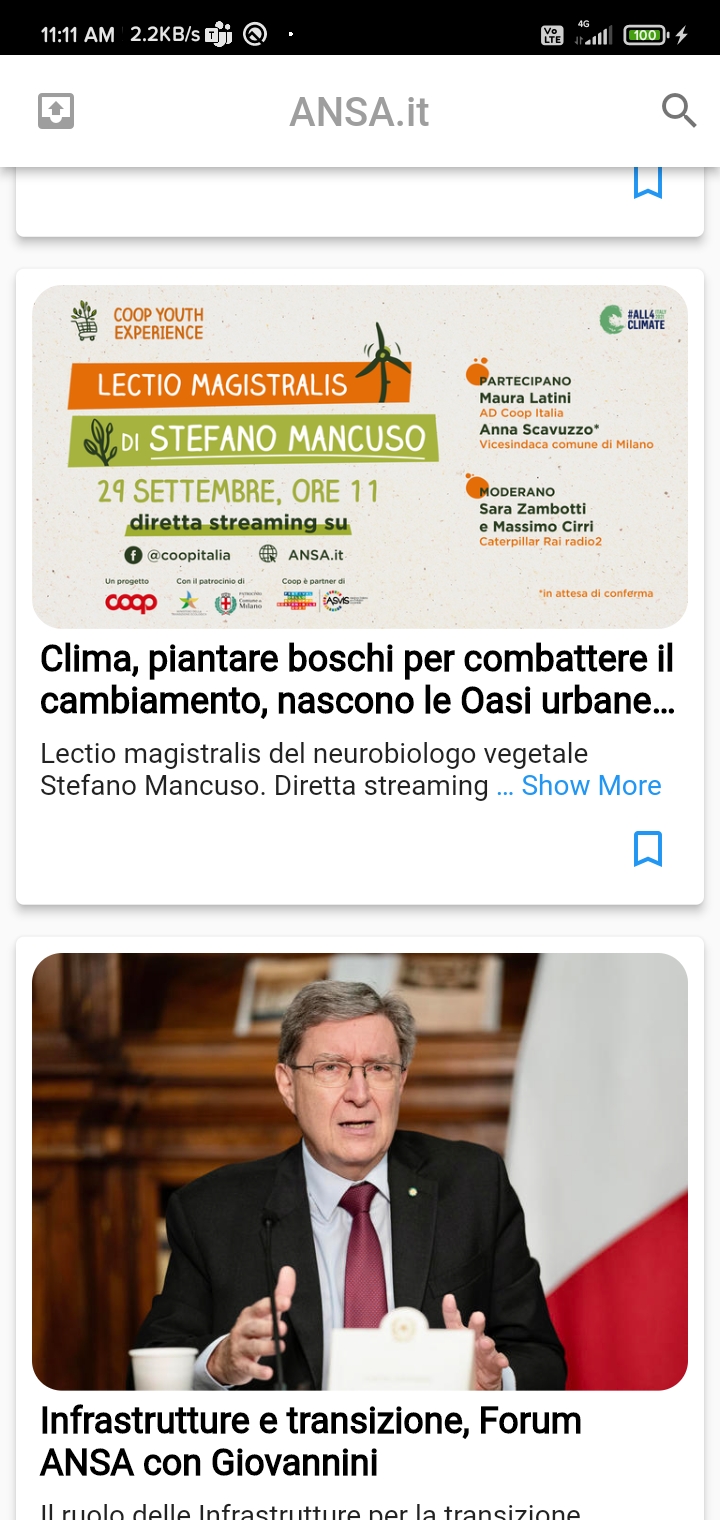 11:11 AM 2.2KB/s
Vo LTE 4G 100
ANSA.it
COOP YOUTH
EXPERIENCE
#ALL4
CLIMATE
LECTIO MAGISTRALIS
DI STEFANO MANCUSO
29 SETTEMBRE, ORE 11
diretta streaming su
@coopitalia ANSA.it
Un progetto Con il patrocinio di Coop è partner di
coop Milano ASviS
PARTECIPANO
Maura Latini
AD Coop Italia
Anna Scavuzzo*
Vicesindaca comune di Milano
MODERANO
Sara Zambotti
e Massimo Cirri
Caterpillar Rai radio2
*in attesa di conferma
Clima, piantare boschi per combattere il
cambiamento, nascono le Oasi urbane...
Lectio magistralis del neurobiologo vegetale
Stefano Mancuso. Diretta streaming ... Show More
Infrastrutture e transizione, Forum
ANSA con Giovannini
Il ruolo delle Infrastrutture per la transizione